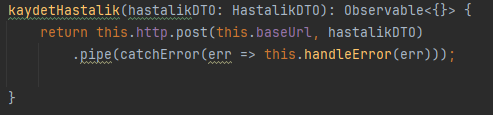 kaydetHastalik(hastalikDTO: HastalikDTO): Observable<{}> {
return this.http.post(this.baseUrl, hastalikDTO)
.pipe(catchError(err => this.handleError(err)));
}